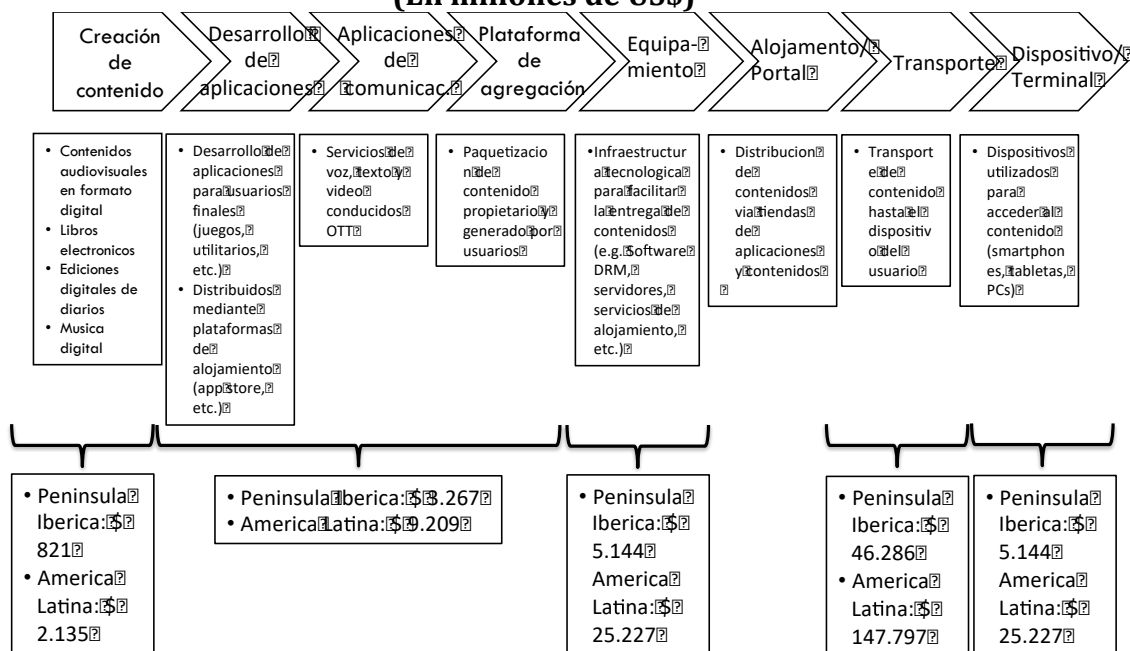 (En millones de US$)
Creación
de
contenido
Desarrollo
de
aplicaciones
Aplicaciones
de
comunicac.
Plataforma
de
agregación
Equipa-
miento
Alojamento/
Portal
Transporte
Dispositivo/
Terminal
• Contenidos
audiovisuales
en formato
digital
• Libros
electronicos
• Ediciones
digitales de
diarios
• Musica
digital
• Desarrollo de
aplicaciones
para usuarios
finales
(juegos,
utilitarios,
etc.)
• Distribuidos
mediante
plataformas
de
alojamiento
(app store,
etc.)
• Servicios de
voz, texto y
video
conducidos
OTT
• Paquetizacio
n de
contenido
propietario y
generado por
usuarios
•Infraestructur
a tecnologica
para facilitar
la entrega de
contenidos
(e.g. Software
DRM,
servidores,
servicios de
alojamiento,
etc.)
• Distribucion
de
contenidos
via tiendas
de
aplicaciones
y contenidos
• Transport
e de
contenido
hasta el
dispositiv
o del
usuario
• Dispositivos
utilizados
para
acceder al
contenido
(smartphon
es, tabletas,
PCs)
• Peninsula
Iberica: $
821
• America
Latina: $
2.135
• Peninsula Iberica: $ 3.267
• America Latina: $ 9.209
• Peninsula
Iberica: $
5.144
America
Latina: $
25.227
• Peninsula
Iberica: $
46.286
• America
Latina: $
147.797
• Peninsula
Iberica: $
5.144
America
Latina: $
25.227